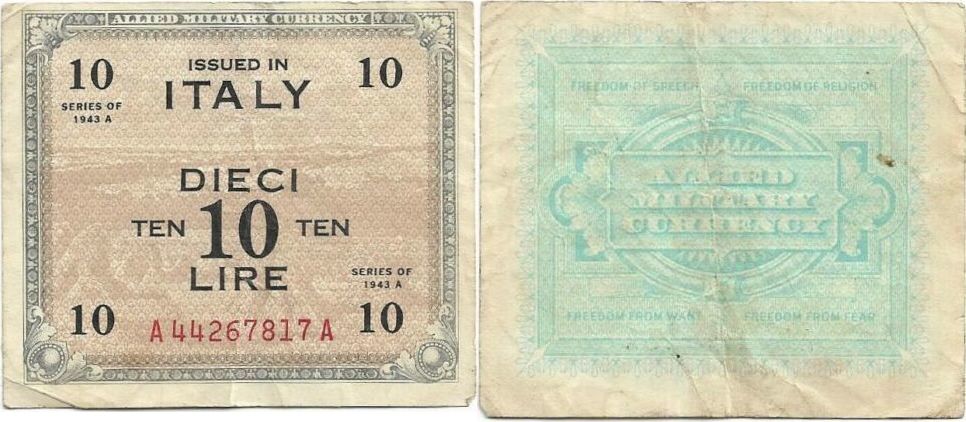 ALLIED MILITARY CURRENCY
10 ISSUED IN 10
ITALY
SERIES OF
1943 A
DIECI
TEN 10 TEN
LIRE
SERIES OF
1943 A
10 A44267817A 10
FREEDOM OF SPEECH FREEDOM OF RELIGION
ALLIED
MILITARY
CURRENCY
FREEDOM FROM WANT FREEDOM FROM FEAR